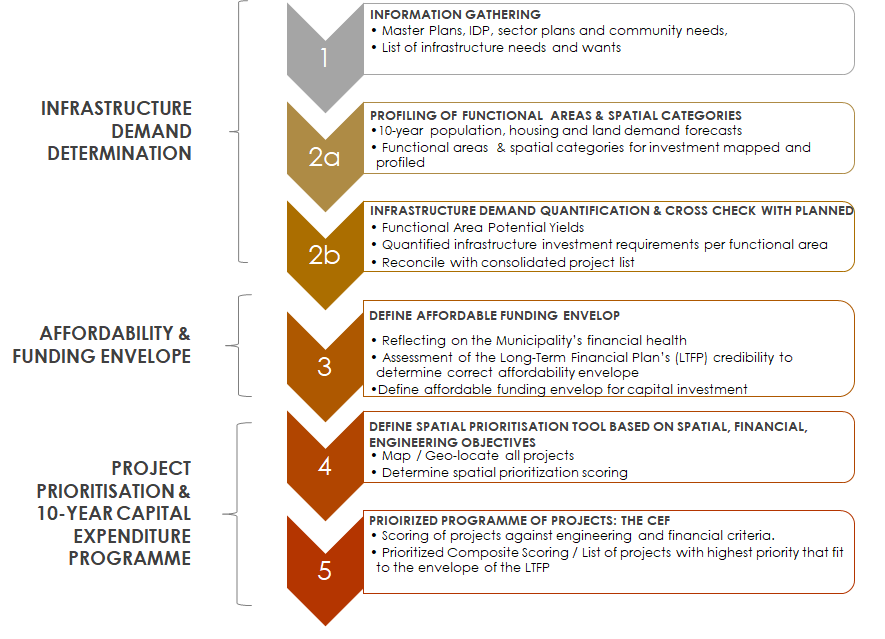 INFORMATION GATHERING
• Master Plans, IDP, sector plans and community needs,
• List of infrastructure needs and wants
1
INFRASTRUCTURE
DEMAND
DETERMINATION
PROFILING OF FUNCTIONAL AREAS & SPATIAL CATEGORIES
•10-year population, housing and land demand forecasts
• Functional areas & spatial categories for investment mapped and
profiled
2a
INFRASTRUCTURE DEMAND QUANTIFICATION & CROSS CHECK WITH PLANNED
• Functional Area Potential Yields
• Quantified infrastructure investment requirements per functional area
• Reconcile with consolidated project list
2b
AFFORDABILITY &
FUNDING ENVELOPE
DEFINE AFFORDABLE FUNDING ENVELOP
• Reflecting on the Municipality's financial health
• Assessment of the Long-Term Financial Plan's (LTFP) credibility to
determine correct affordability envelope
•Define affordable funding envelop for capital investment
3
PROJECT
PRIORITISATION &
10-YEAR CAPITAL
EXPENDITURE
PROGRAMME
DEFINE SPATIAL PRIORITISATION TOOL BASED ON SPATIAL, FINANCIAL,
ENGINEERING OBJECTIVES
• Map / Geo-locate all projects
• Determine spatial prioritization scoring
4
PRIOIRIZED PROGRAMME OF PROJECTS: THE CEF
• Scoring of projects against engineering and financial criteria.
• Prioritized Composite Scoring / List of projects with highest priority that fit
to the envelope of the LTFP
5